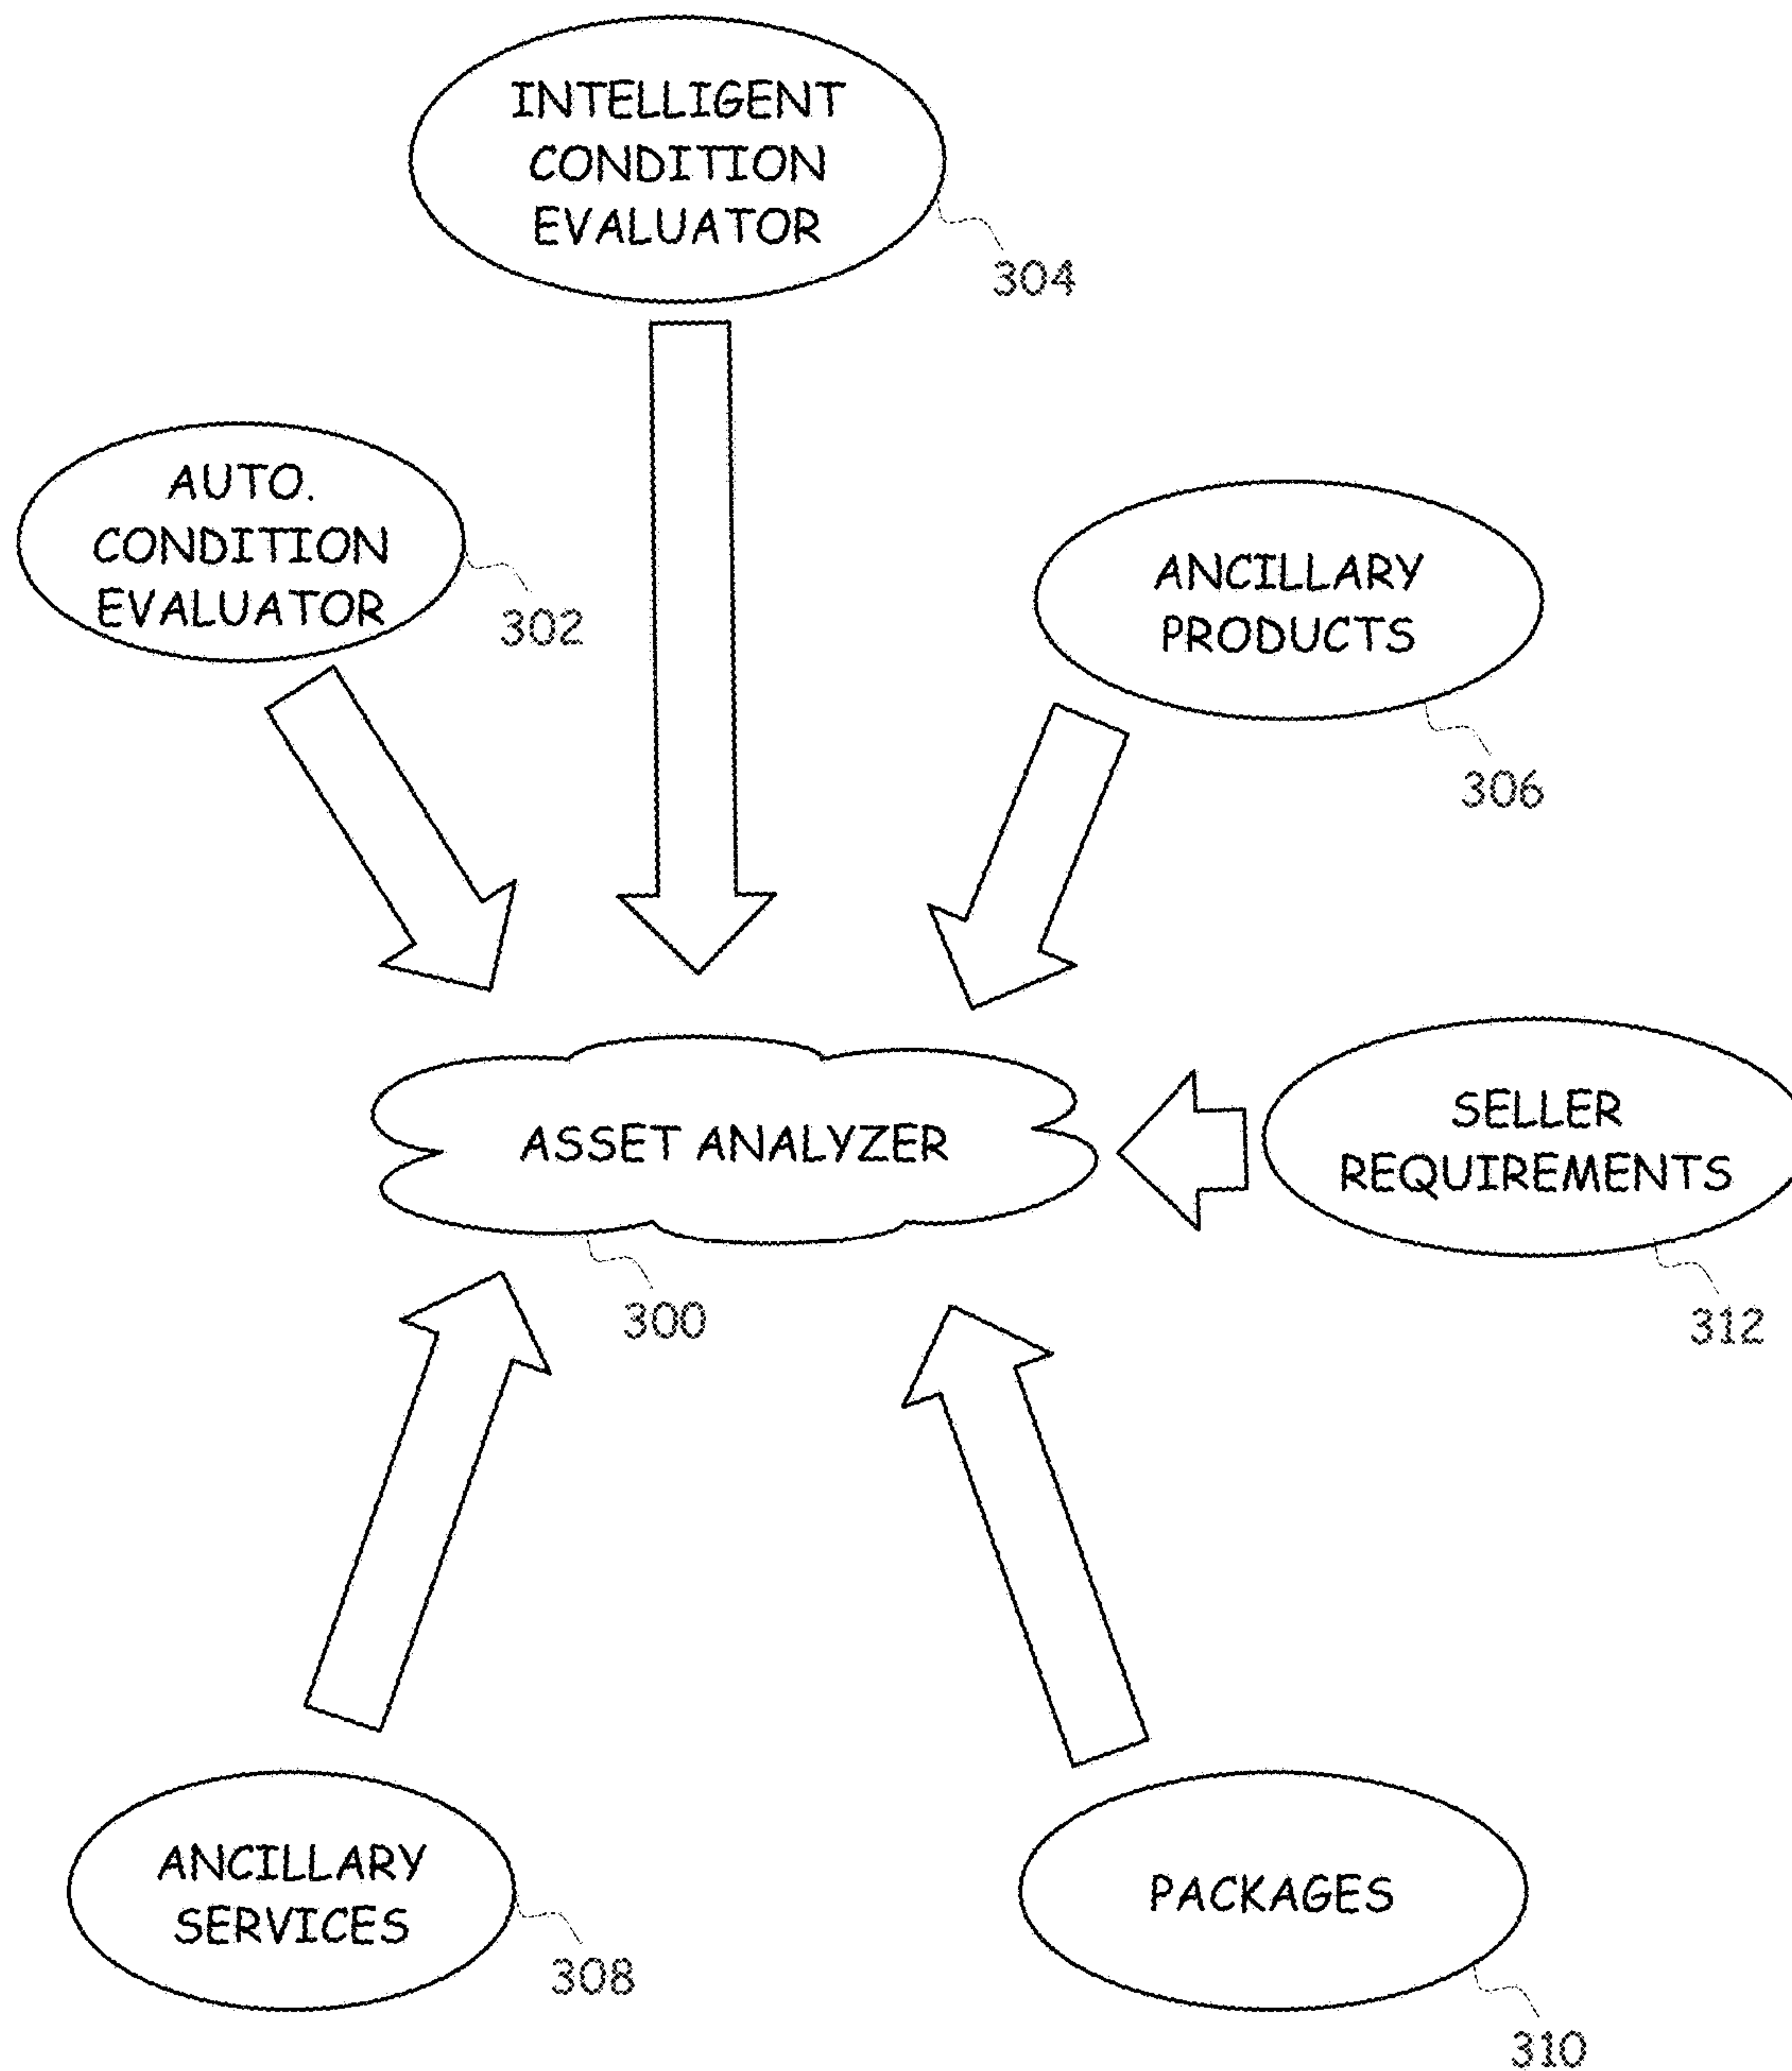 INTELLIGENT
CONDITION
EVALUATOR
304
AUTO.
CONDITION
EVALUATOR
302
ANCILLARY
PRODUCTS
306
ASSET ANALYZER
300
SELLER
REQUIREMENTS
312
ANCILLARY
SERVICES
308
PACKAGES
310